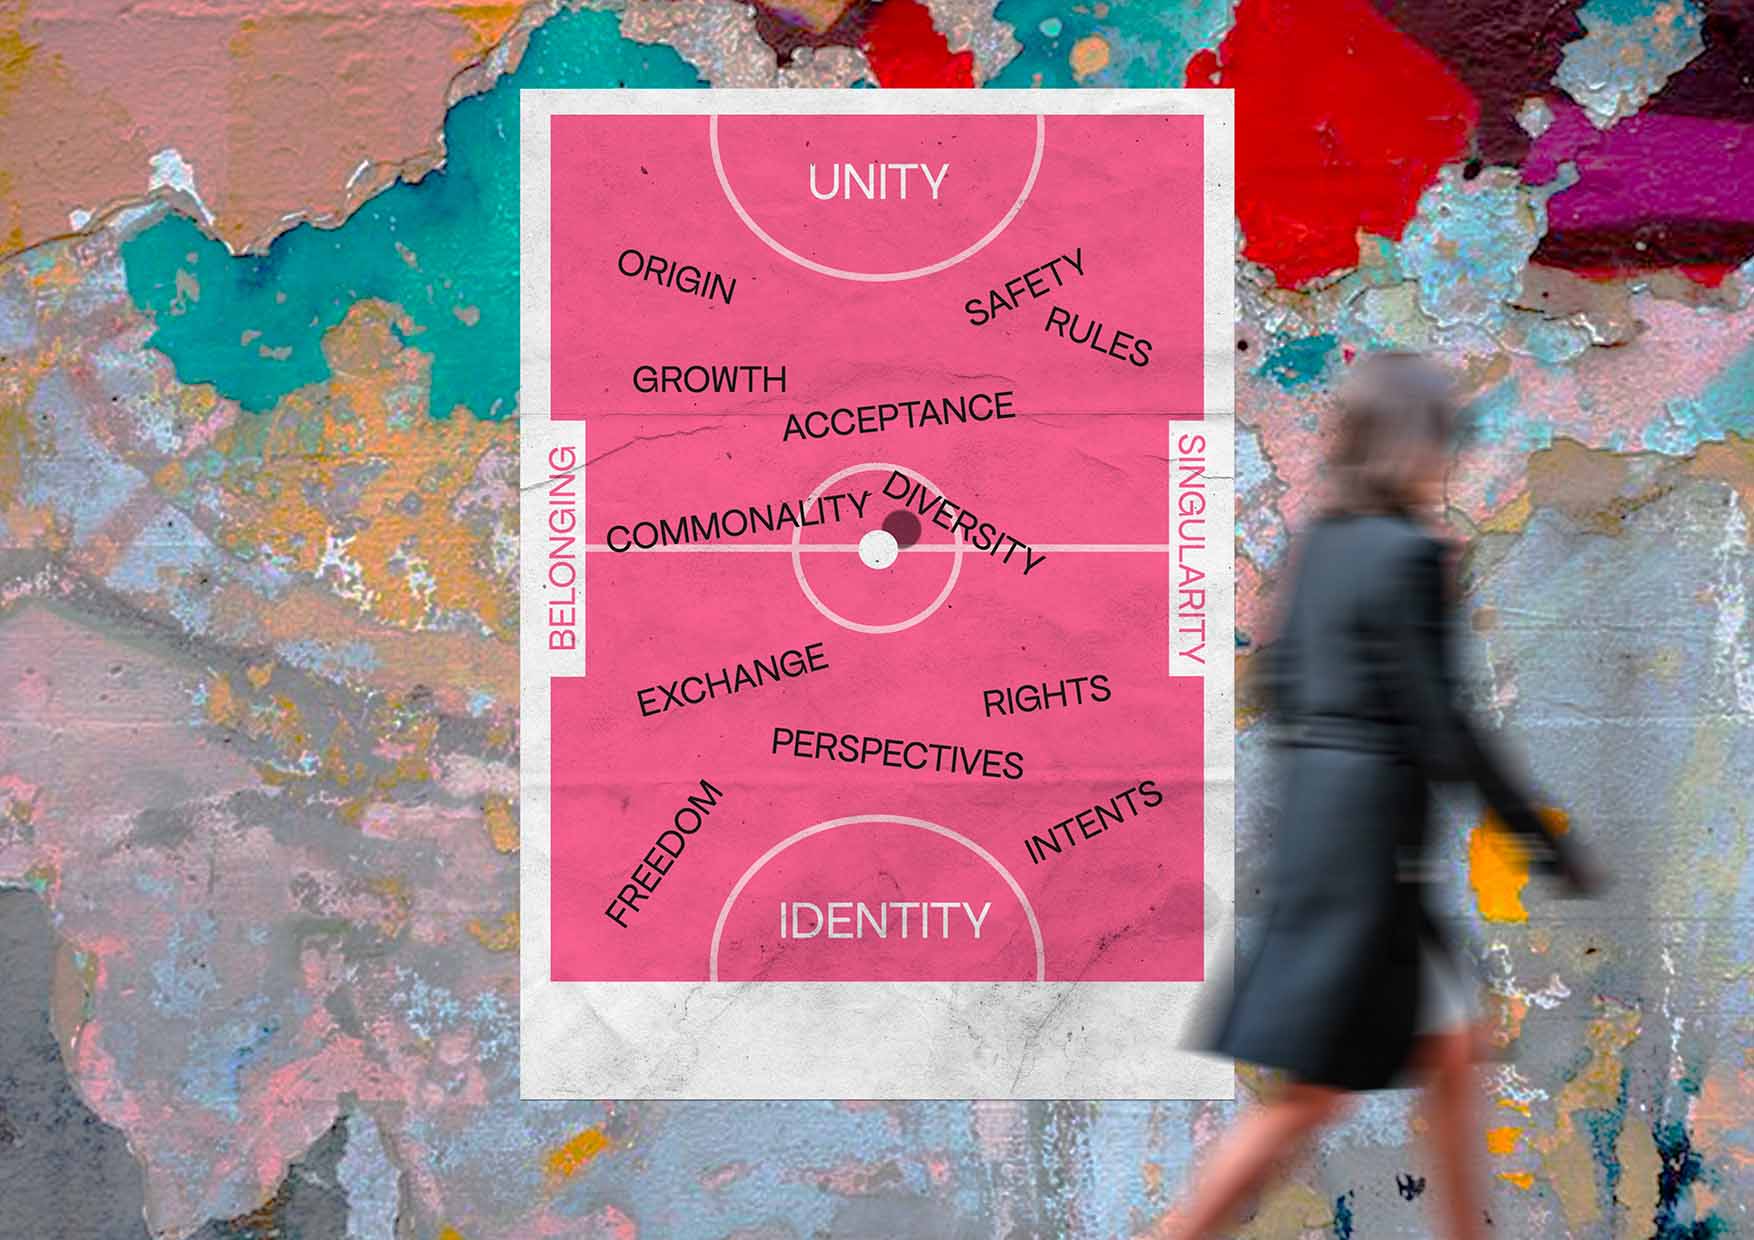 UNITY
ORIGIN
SAFETY
RULES
GROWTH
ACCEPTANCE
BELONGING
SINGULARITY
COMMONALITY
DIVERSITY
EXCHANGE
RIGHTS
PERSPECTIVES
FREEDOM
INTENTS
IDENTITY